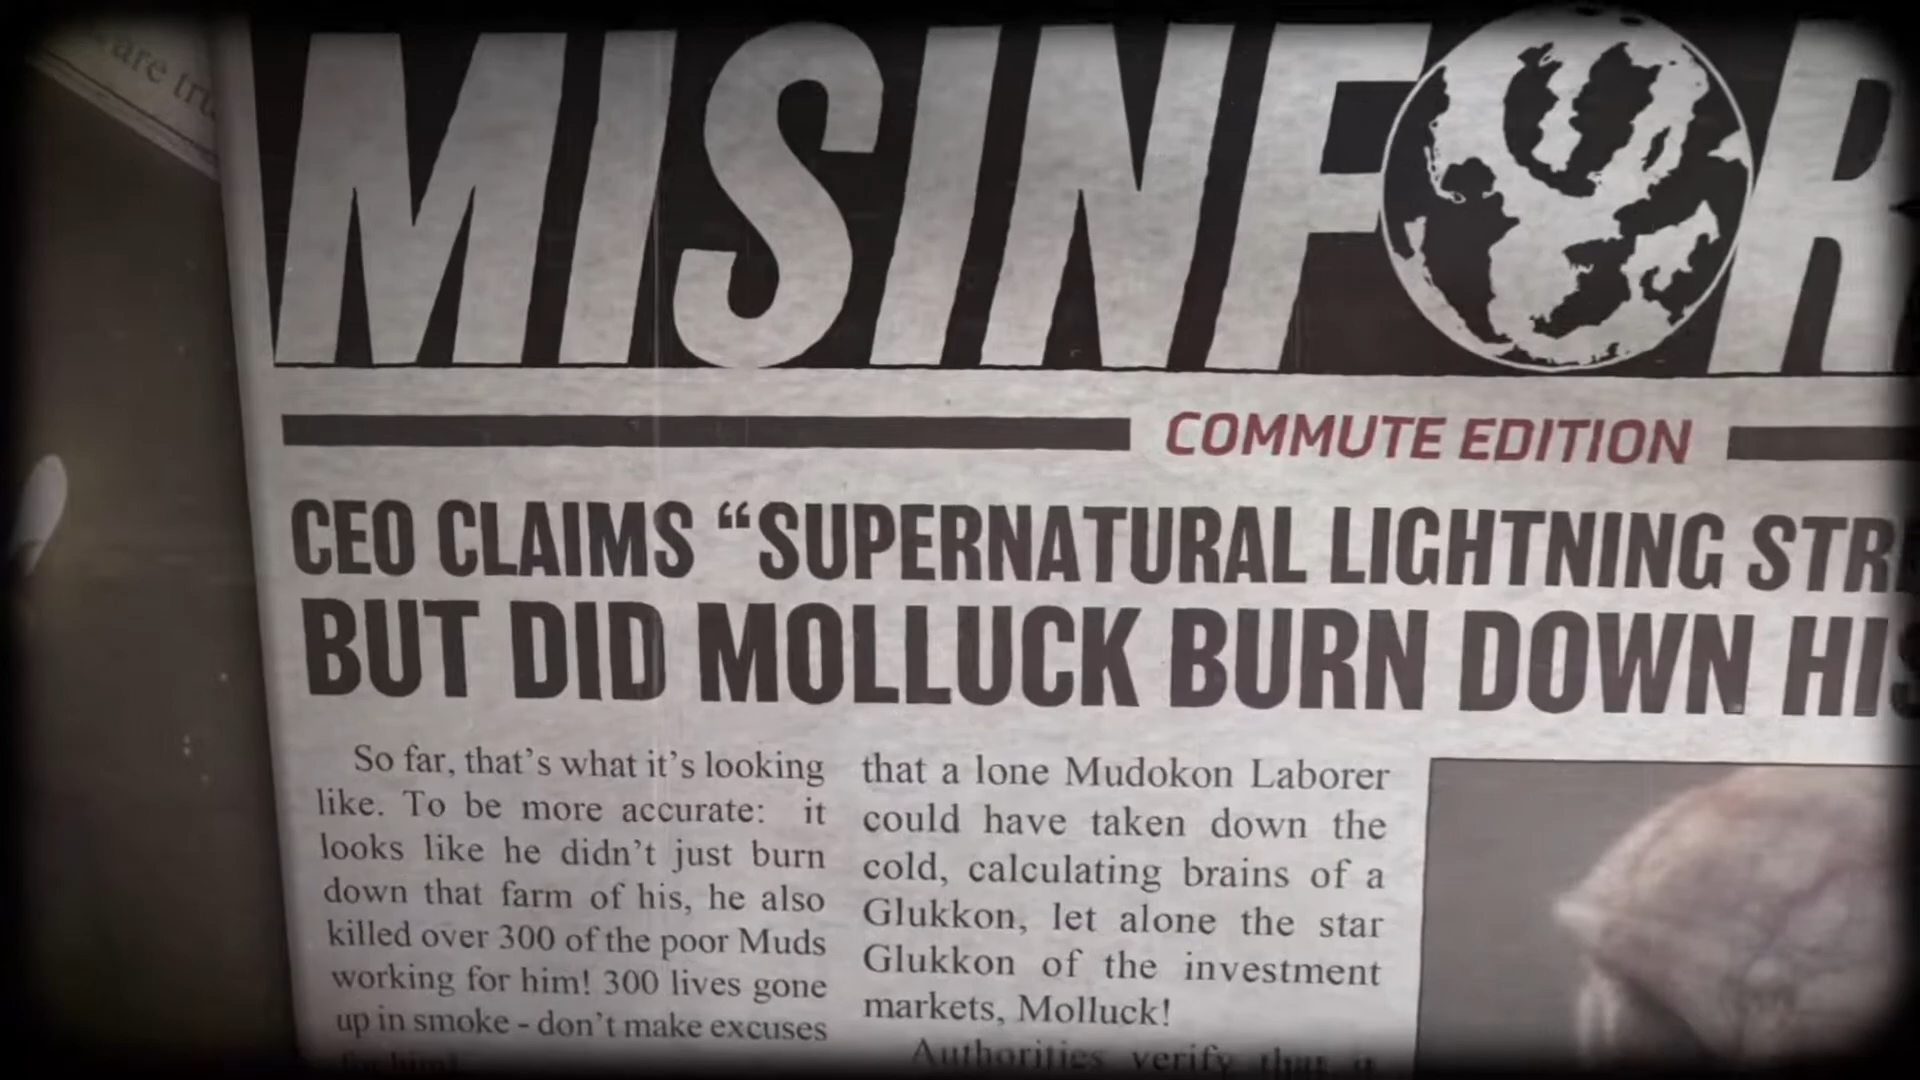 are
MISINF R
COMMUTE EDITION
CEO CLAIMS “SUPERNATURAL LIGHTNING
BUT DID MOLLUCK BURN DOWN
So far, that’s what it’s looking
like. To be more accurate: it
looks like he didn’t just burn
down that farm of his, he also
killed over 300 of the poor Muds
working for him! 300 lives gone
up in smoke - don’t make excuses
for him!
that a lone Mudokon Laborer
could have taken down the
cold, calculating brains of a
Glukkon, let alone the star
Glukkon of the investment
markets, Molluck!
Authorities verify that